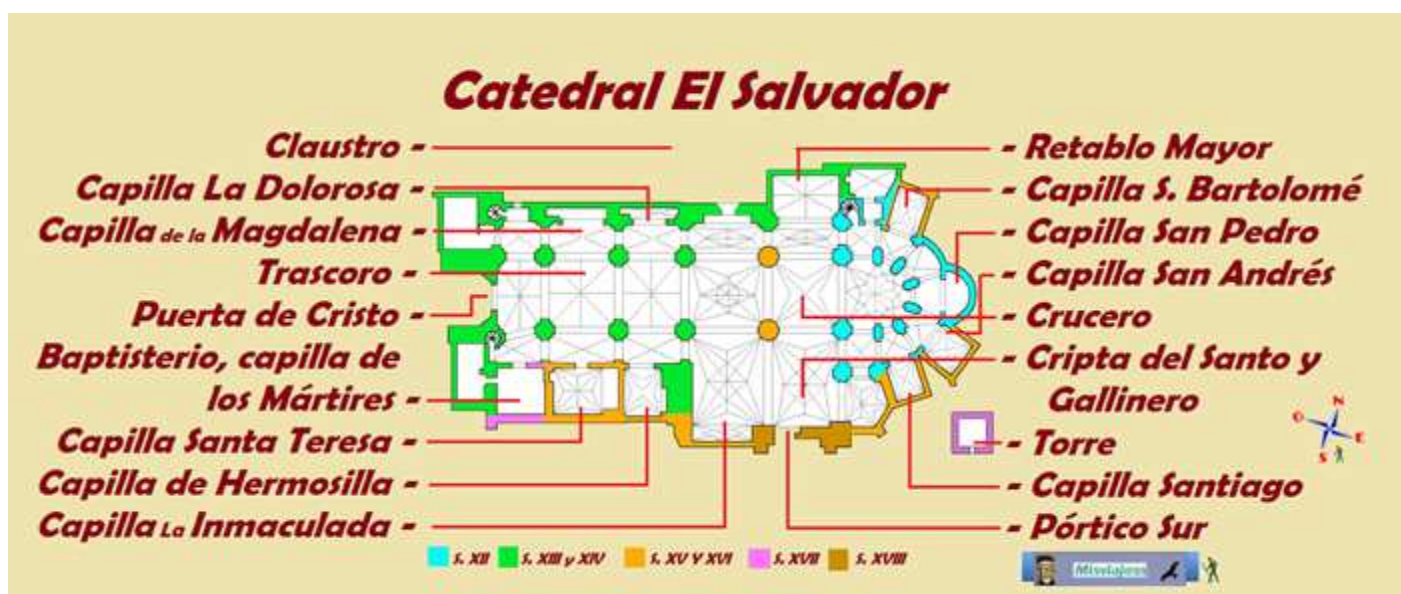 Catedral El Salvador
Claustro -
Capilla La Dolorosa -
Capilla de la Magdalena -
Trascoro -
Puerta de Cristo -
Baptisterio, capilla de
los Mártires -
Capilla Santa Teresa -
Capilla de Hermosilla -
Capilla La Inmaculada -
- Retablo Mayor
- Capilla S. Bartolomé
- Capilla San Pedro
- Capilla San Andrés
- Crucero
- Cripta del Santo y
Gallinero
- Torre
- Capilla Santiago
- Pórtico Sur
O N
S E
S. XII S. XIII y XIV S. XV Y XVI S. XVII S. XVIII
Misviajess